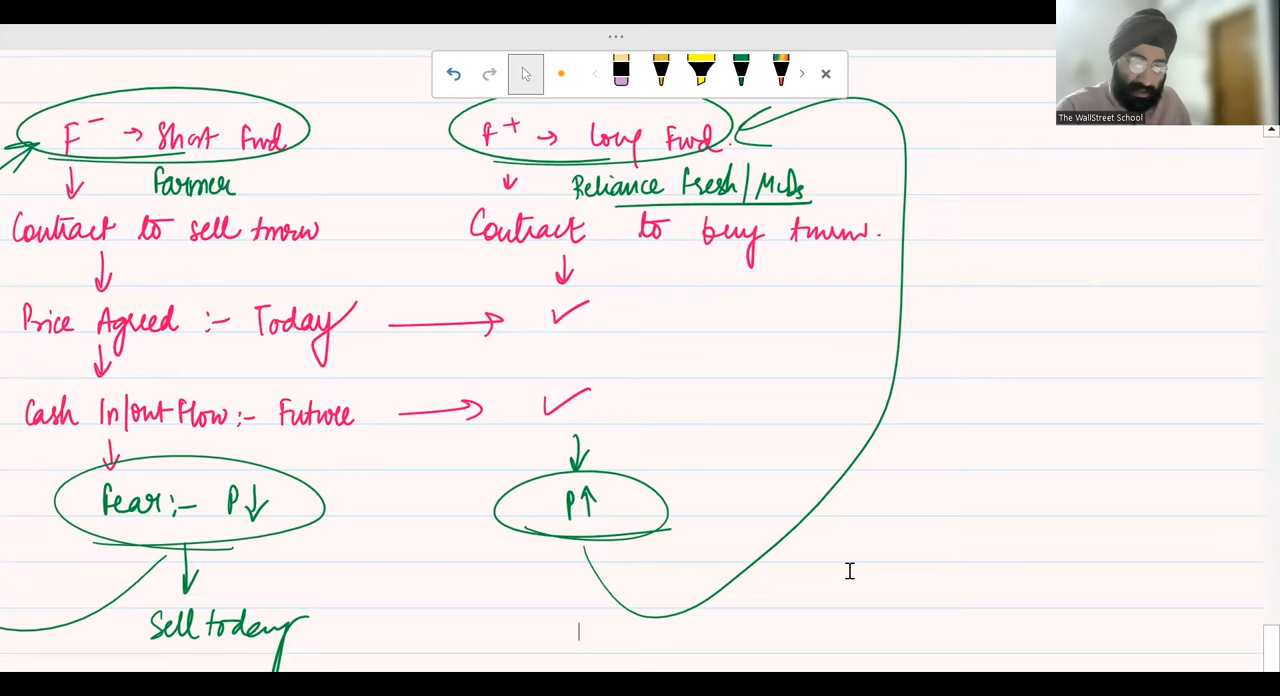 The WallStreet School
F⁻ → Short Fwd
F⁺ → Long Fwd.
Farmer
Reliance Fresh/McDs
Contract to sell tmrw
Contract to buy tmrw.
Price Agreed :- Today → ✓
Cash In/out Flow :- Future → ✓
Fear :- P↓
P↑
Sell today